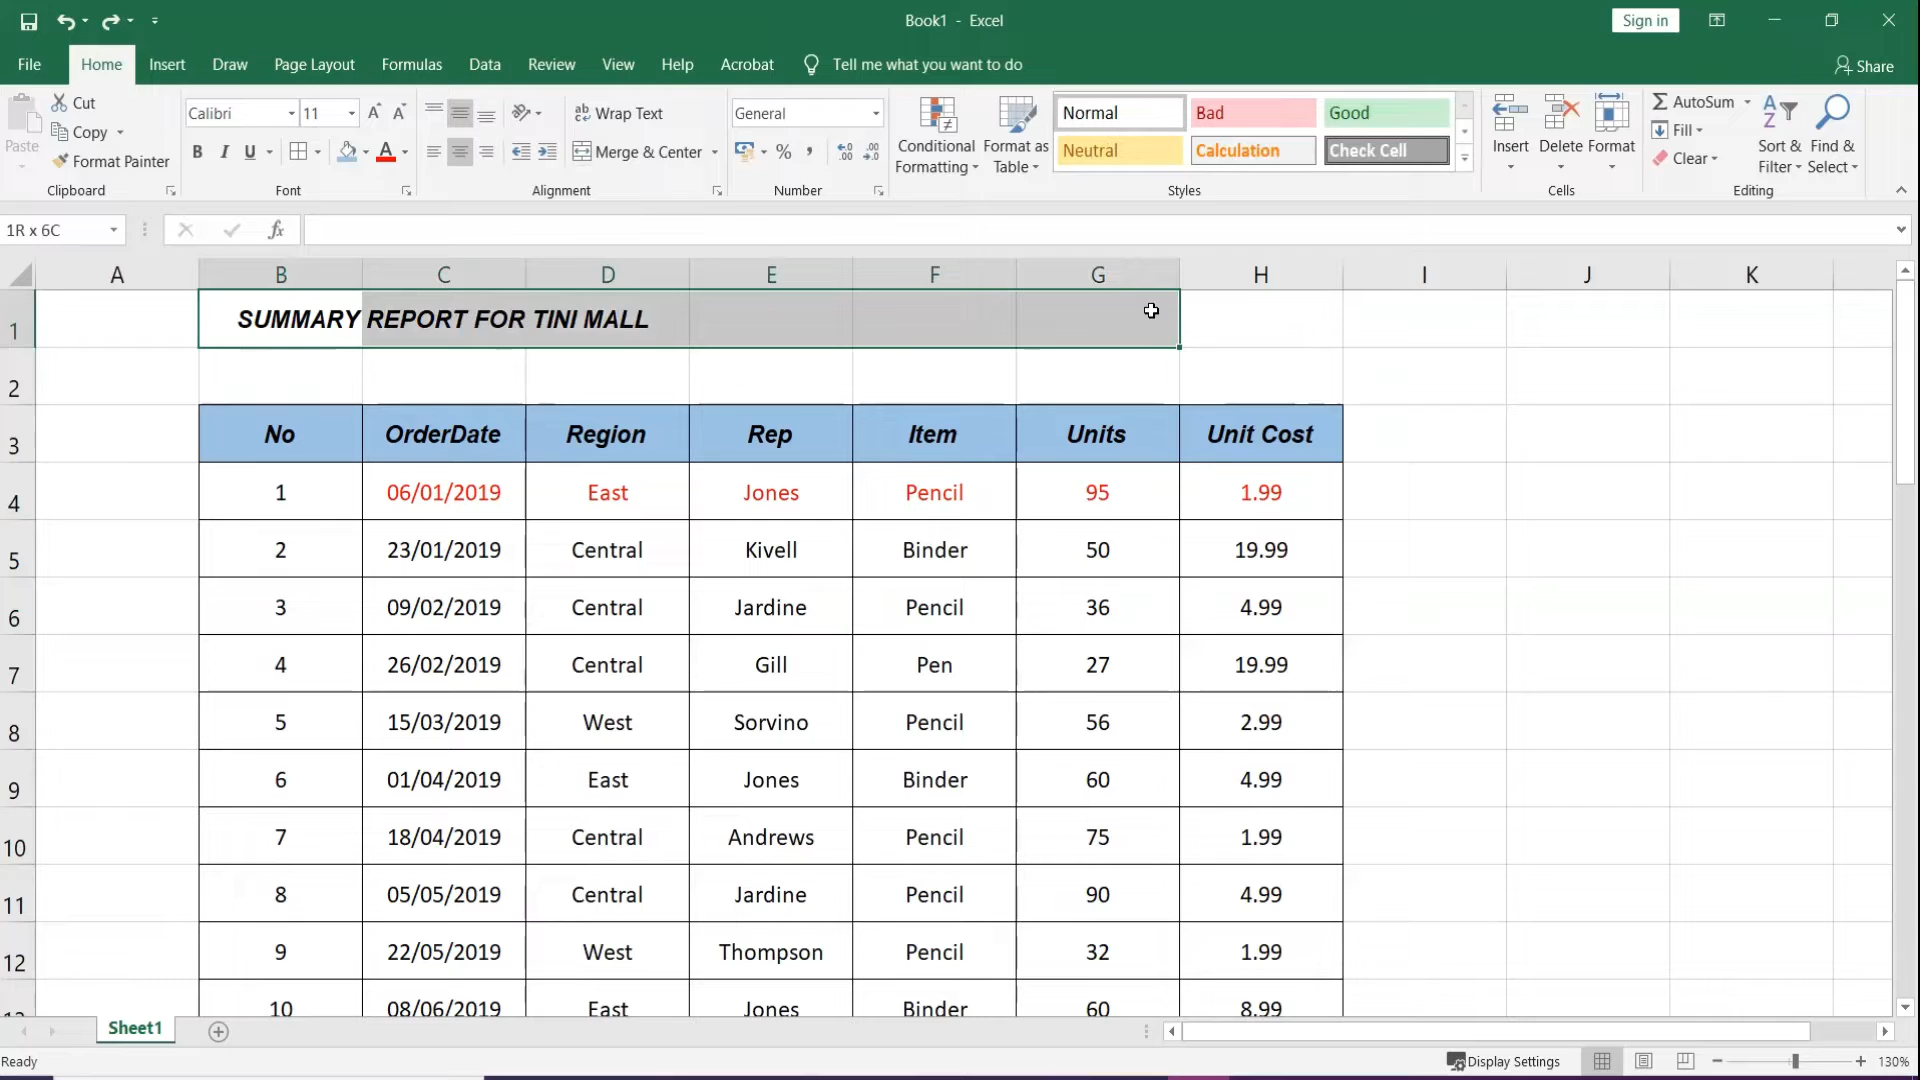 Book1 - Excel
Sign in
File Home Insert Draw Page Layout Formulas Data Review View Help Acrobat Tell me what you want to do Share
Paste Cut
Copy
Format Painter
Clipboard
Calibri 11
B I U
Font
Wrap Text
Merge & Center
Alignment
General
%
Number
Conditional Formatting
Format as Table
Normal Bad Good
Neutral Calculation Check Cell
Styles
Insert Delete Format
Cells
AutoSum
Fill
Clear
Sort & Filter
Find & Select
Editing
1R x 6C fx
A B C D E F G H I J K
1 SUMMARY REPORT FOR TINI MALL
2
3 No OrderDate Region Rep Item Units Unit Cost
4 1 06/01/2019 East Jones Pencil 95 1.99
5 2 23/01/2019 Central Kivell Binder 50 19.99
6 3 09/02/2019 Central Jardine Pencil 36 4.99
7 4 26/02/2019 Central Gill Pen 27 19.99
8 5 15/03/2019 West Sorvino Pencil 56 2.99
9 6 01/04/2019 East Jones Binder 60 4.99
10 7 18/04/2019 Central Andrews Pencil 75 1.99
11 8 05/05/2019 Central Jardine Pencil 90 4.99
12 9 22/05/2019 West Thompson Pencil 32 1.99
10 08/06/2019 East Jones Binder 60 8.99
Sheet1
Ready Display Settings 130%